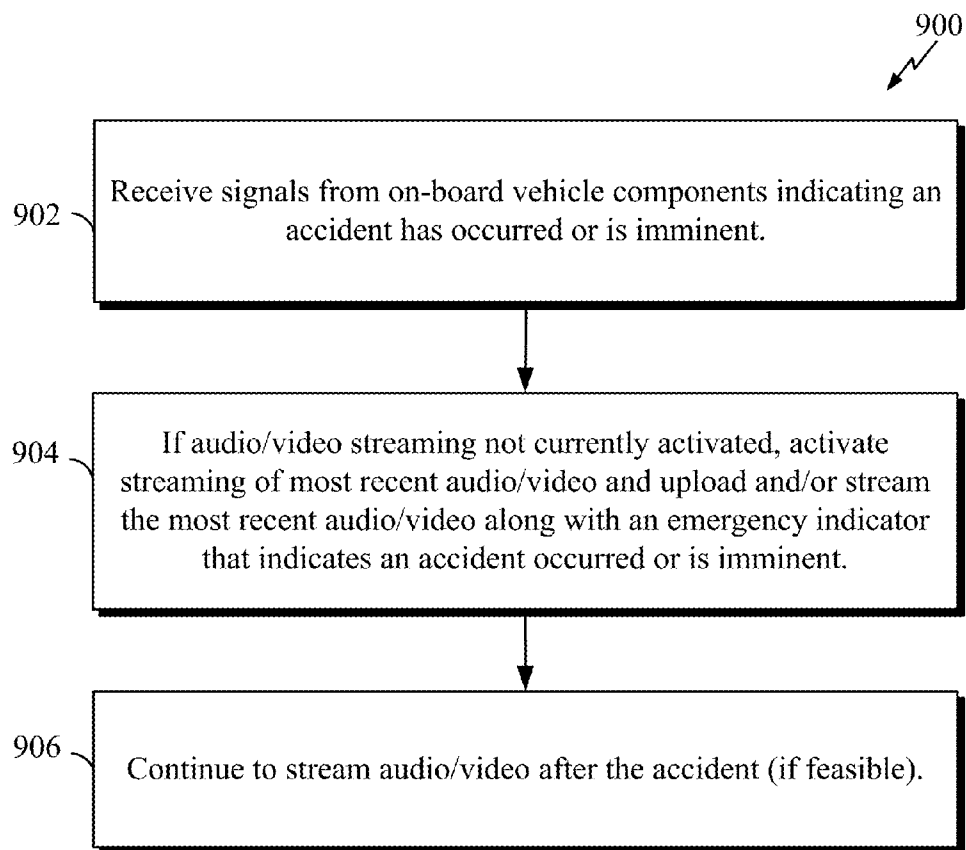 900
902
Receive signals from on-board vehicle components indicating an
accident has occurred or is imminent.
904
If audio/video streaming not currently activated, activate
streaming of most recent audio/video and upload and/or stream
the most recent audio/video along with an emergency indicator
that indicates an accident occurred or is imminent.
906
Continue to stream audio/video after the accident (if feasible).